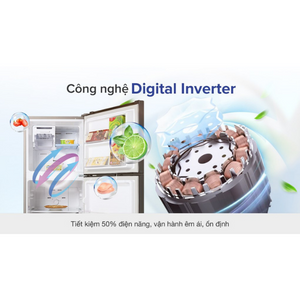 Công nghệ Digital Inverter
Tiết kiệm 50% điện năng, vận hành êm ái, ổn định